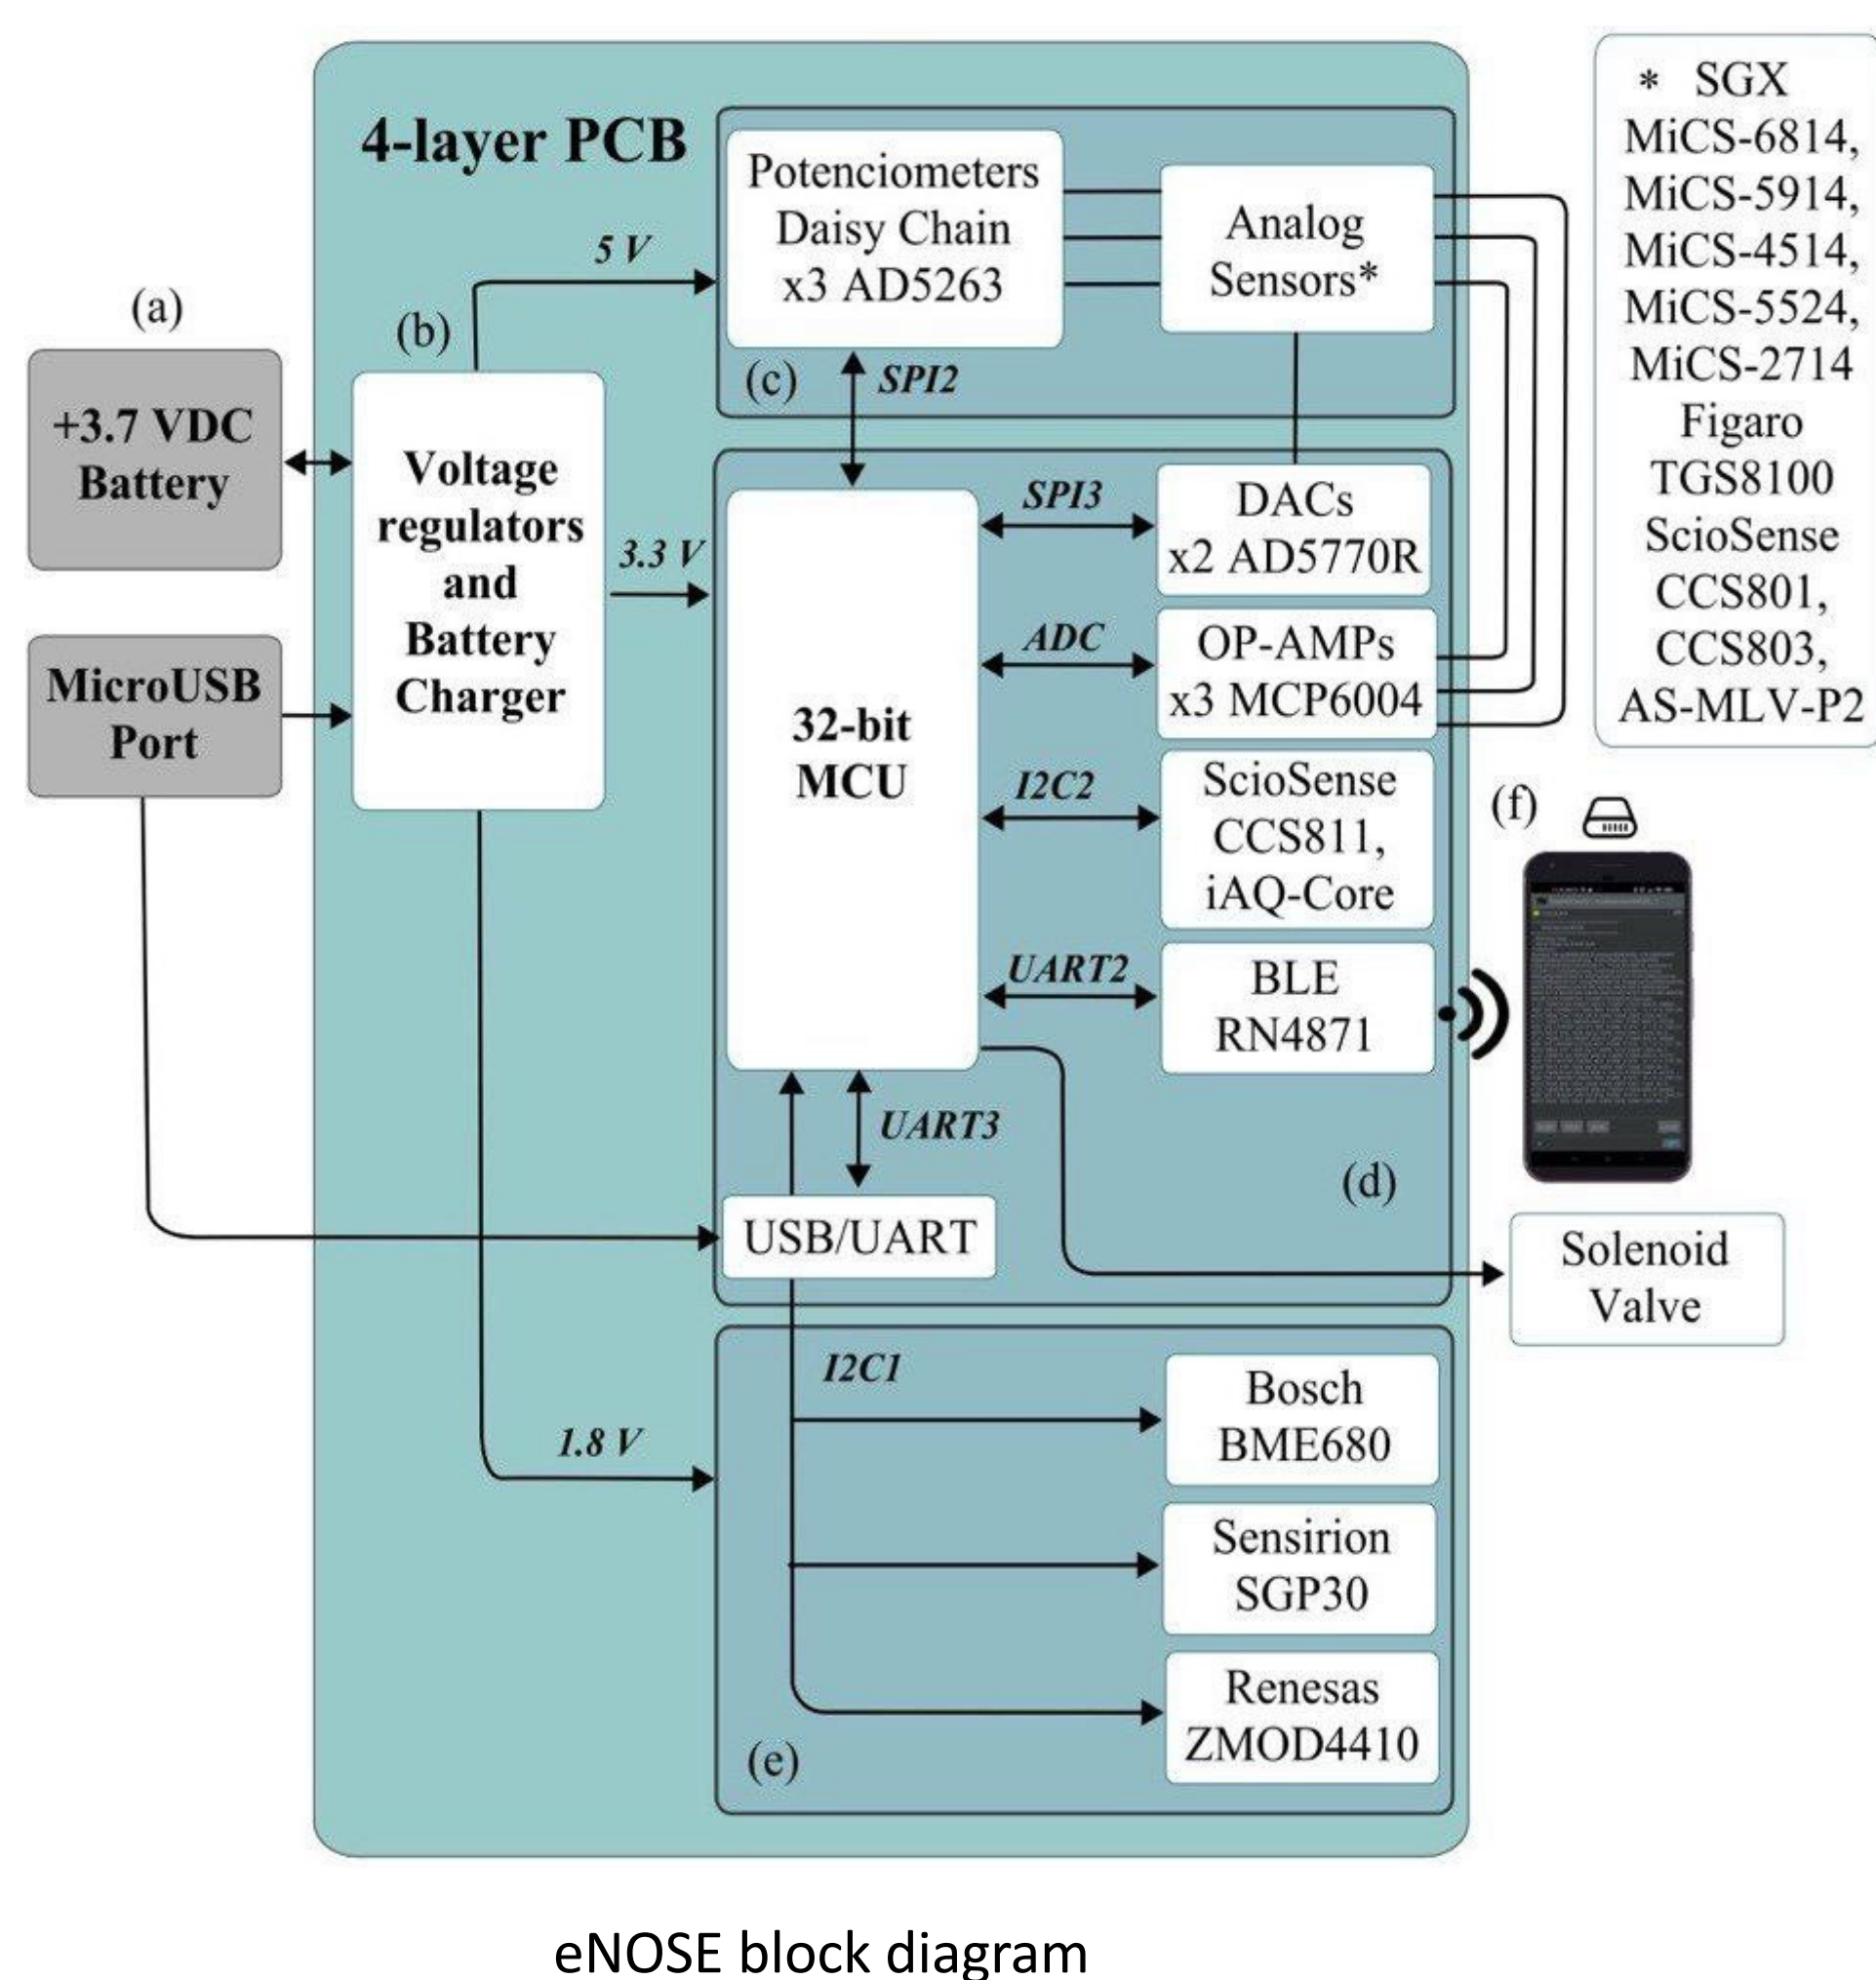 4-layer PCB
(a)
+3.7 VDC
Battery
MicroUSB
Port
(b)
Voltage
regulators
and
Battery
Charger
5 V
3.3 V
1.8 V
Potenciometers
Daisy Chain
x3 AD5263
Analog
Sensors*
(c)
SPI2
32-bit
MCU
SPI3
DACs
x2 AD5770R
ADC
OP-AMPs
x3 MCP6004
I2C2
ScioSense
CCS811,
iAQ-Core
UART2
BLE
RN4871
UART3
USB/UART
(d)
I2C1
Bosch
BME680
Sensirion
SGP30
Renesas
ZMOD4410
(e)
* SGX
MiCS-6814,
MiCS-5914,
MiCS-4514,
MiCS-5524,
MiCS-2714
Figaro
TGS8100
ScioSense
CCS801,
CCS803,
AS-MLV-P2
(f)
Solenoid
Valve
eNOSE block diagram